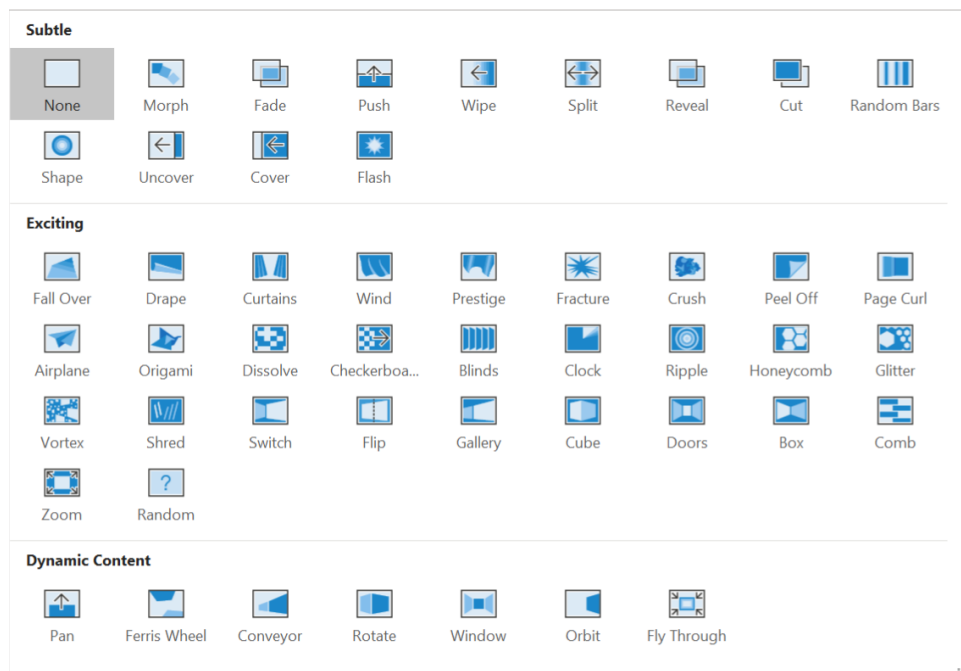 Subtle
None Morph Fade Push Wipe Split Reveal Cut Random Bars
Shape Uncover Cover Flash
Exciting
Fall Over Drape Curtains Wind Prestige Fracture Crush Peel Off Page Curl
Airplane Origami Dissolve Checkerboa... Blinds Clock Ripple Honeycomb Glitter
Vortex Shred Switch Flip Gallery Cube Doors Box Comb
?
Zoom Random
Dynamic Content
Pan Ferris Wheel Conveyor Rotate Window Orbit Fly Through